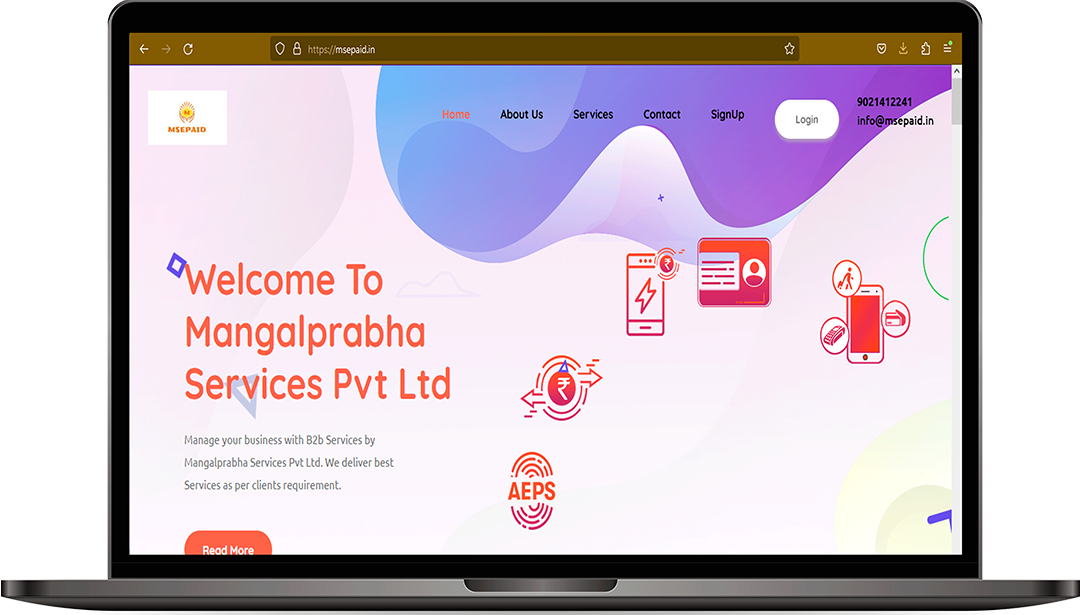 https://msepaid.in
MSEPAID
Home
About Us
Services
Contact
SignUp
Login
9021412241
info@msepaid.in
Welcome To
Mangalprabha
Services Pvt Ltd
Manage your business with B2b Services by
Mangalprabha Services Pvt Ltd. We deliver best
Services as per clients requirement.
Read More
₹
₹
AEPS